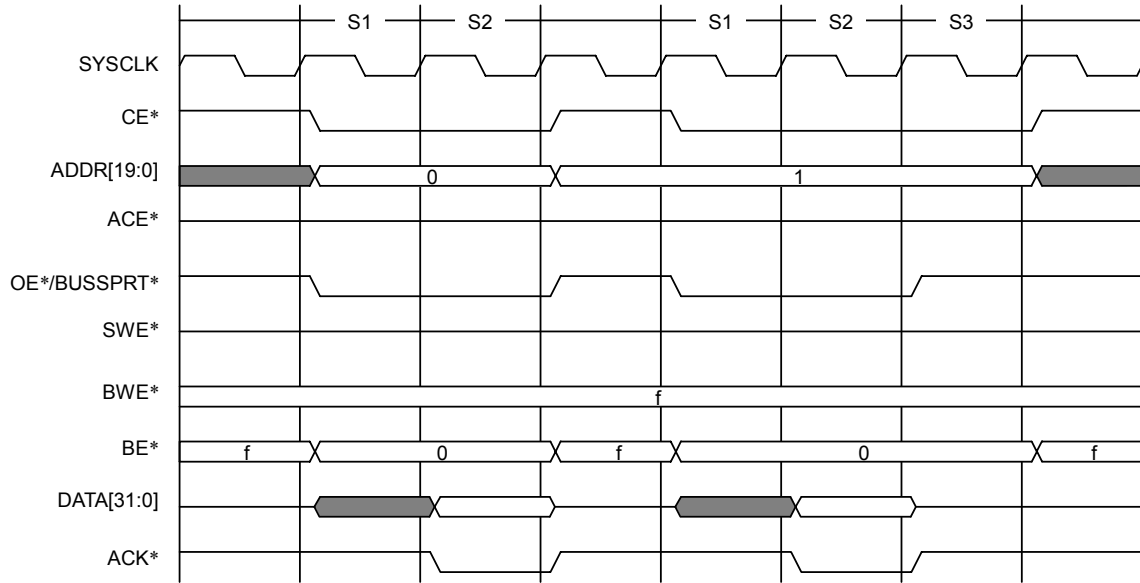 S1 S2 S1 S2 S3
SYSCLK
CE*
ADDR[19:0] 0 1
ACE*
OE*/BUSSPRT*
SWE*
BWE* f
BE* f 0 f 0 f
DATA[31:0]
ACK*